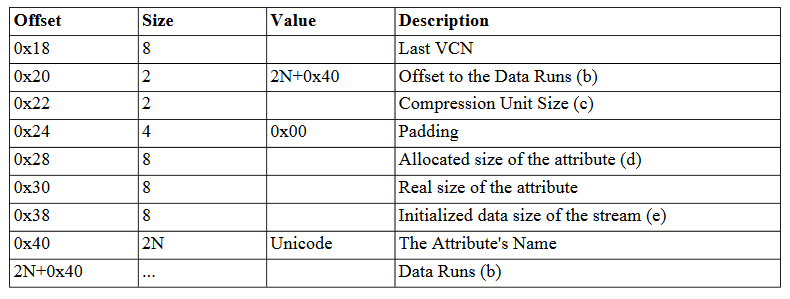 Offset Size Value Description
0x18 8 Last VCN
0x20 2 2N+0x40 Offset to the Data Runs (b)
0x22 2 Compression Unit Size (c)
0x24 4 0x00 Padding
0x28 8 Allocated size of the attribute (d)
0x30 8 Real size of the attribute
0x38 8 Initialized data size of the stream (e)
0x40 2N Unicode The Attribute's Name
2N+0x40 ... Data Runs (b)